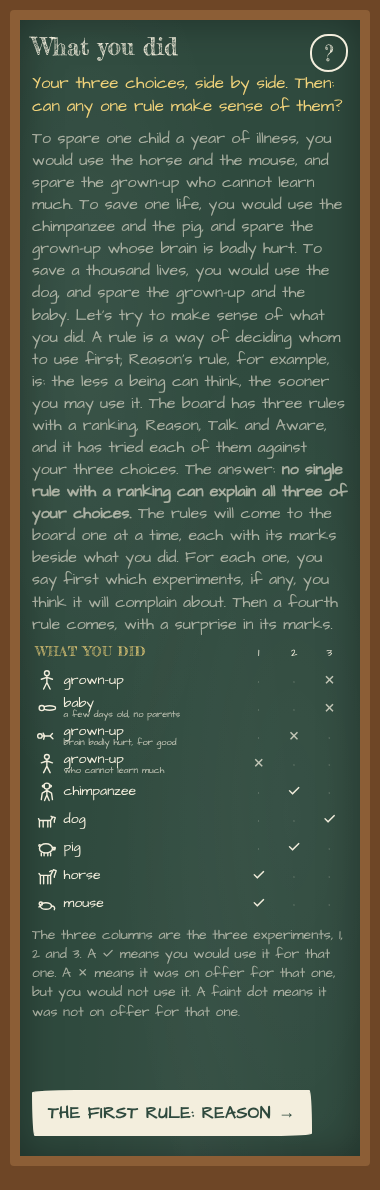 What you did
?
Your three choices, side by side. Then:
can any one rule make sense of them?
To spare one child a year of illness, you
would use the horse and the mouse, and
spare the grown-up who cannot learn
much. To save one life, you would use the
chimpanzee and the pig, and spare the
grown-up whose brain is badly hurt. To
save a thousand lives, you would use the
dog, and spare the grown-up and the
baby. Let's try to make sense of what
you did. A rule is a way of deciding whom
to use first; Reason's rule, for example,
is: the less a being can think, the sooner
you may use it. The board has three rules
with a ranking, Reason, Talk and Aware,
and it has tried each of them against
your three choices. The answer: no single
rule with a ranking can explain all three of
your choices. The rules will come to the
board one at a time, each with its marks
beside what you did. For each one, you
say first which experiments, if any, you
think it will complain about. Then a fourth
rule comes, with a surprise in its marks.
WHAT YOU DID 1 2 3
grown-up · · ×
baby · · ×
a few days old, no parents
grown-up · × ·
brain badly hurt, for good
grown-up × · ·
who cannot learn much
chimpanzee · ✓ ·
dog · · ✓
pig · ✓ ·
horse ✓ · ·
mouse ✓ · ·
The three columns are the three experiments, 1,
2 and 3. A ✓ means you would use it for that
one. A × means it was on offer for that one,
but you would not use it. A faint dot means it
was not on offer for that one.
THE FIRST RULE: REASON →